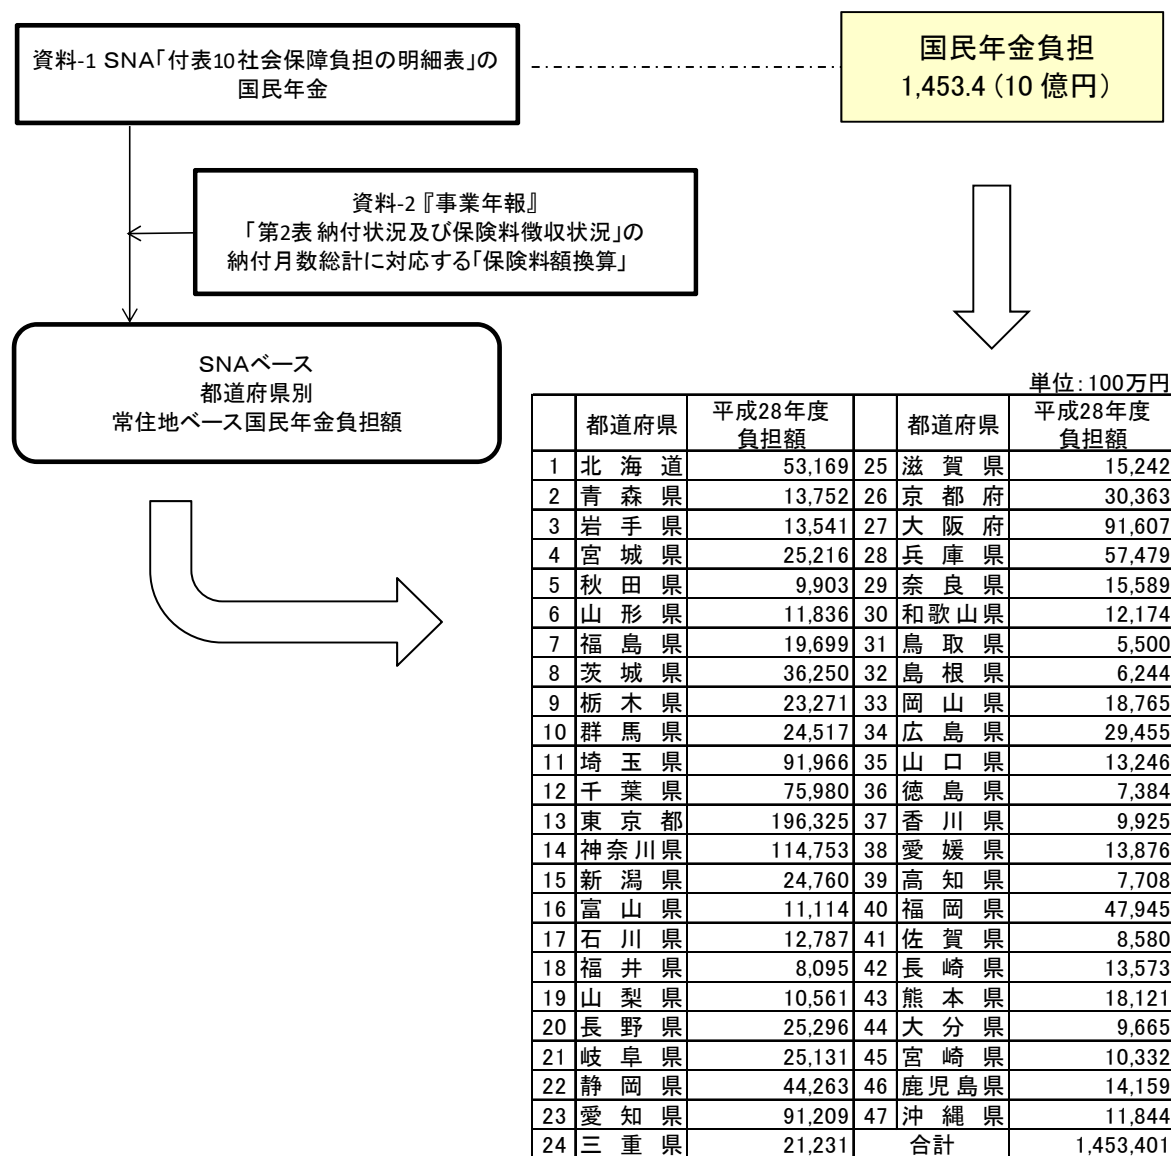 資料-1 SNA「付表10社会保障負担の明細表」の
国民年金
国民年金負担
1,453.4（10 億円）
資料-2『事業年報』
「第2表 納付状況及び保険料徴収状況」の
納付月数総計に対応する「保険料額換算」
SNAベース
都道府県別
常住地ベース国民年金負担額
単位：100万円
都道府県 平成28年度 都道府県 平成28年度
負担額 負担額
1 北海道 53,169 25 滋賀県 15,242
2 青森県 13,752 26 京都府 30,363
3 岩手県 13,541 27 大阪府 91,607
4 宮城県 25,216 28 兵庫県 57,479
5 秋田県 9,903 29 奈良県 15,589
6 山形県 11,836 30 和歌山県 12,174
7 福島県 19,699 31 鳥取県 5,500
8 茨城県 36,250 32 島根県 6,244
9 栃木県 23,271 33 岡山県 18,765
10 群馬県 24,517 34 広島県 29,455
11 埼玉県 91,966 35 山口県 13,246
12 千葉県 75,980 36 徳島県 7,384
13 東京都 196,325 37 香川県 9,925
14 神奈川県 114,753 38 愛媛県 13,876
15 新潟県 24,760 39 高知県 7,708
16 富山県 11,114 40 福岡県 47,945
17 石川県 12,787 41 佐賀県 8,580
18 福井県 8,095 42 長崎県 13,573
19 山梨県 10,561 43 熊本県 18,121
20 長野県 25,296 44 大分県 9,665
21 岐阜県 25,131 45 宮崎県 10,332
22 静岡県 44,263 46 鹿児島県 14,159
23 愛知県 91,209 47 沖縄県 11,844
24 三重県 21,231 合計 1,453,401